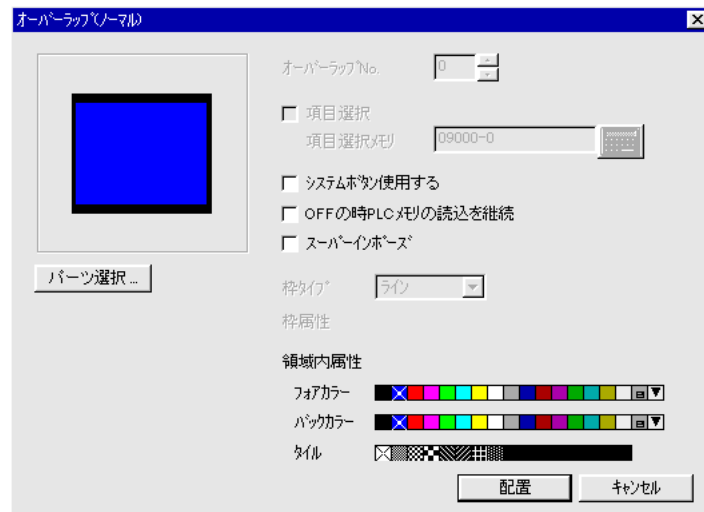 オーバーラップ(ノーマル)
オーバーラップNo.
0
項目選択
項目選択メモリ
09000-0
システムボタン使用する
OFFの時PLCメモリの読込を継続
スーパーインポーズ
パーツ選択...
枠タイプ
ライン
枠属性
領域内属性
フォアカラー
バックカラー
タイル
配置
キャンセル